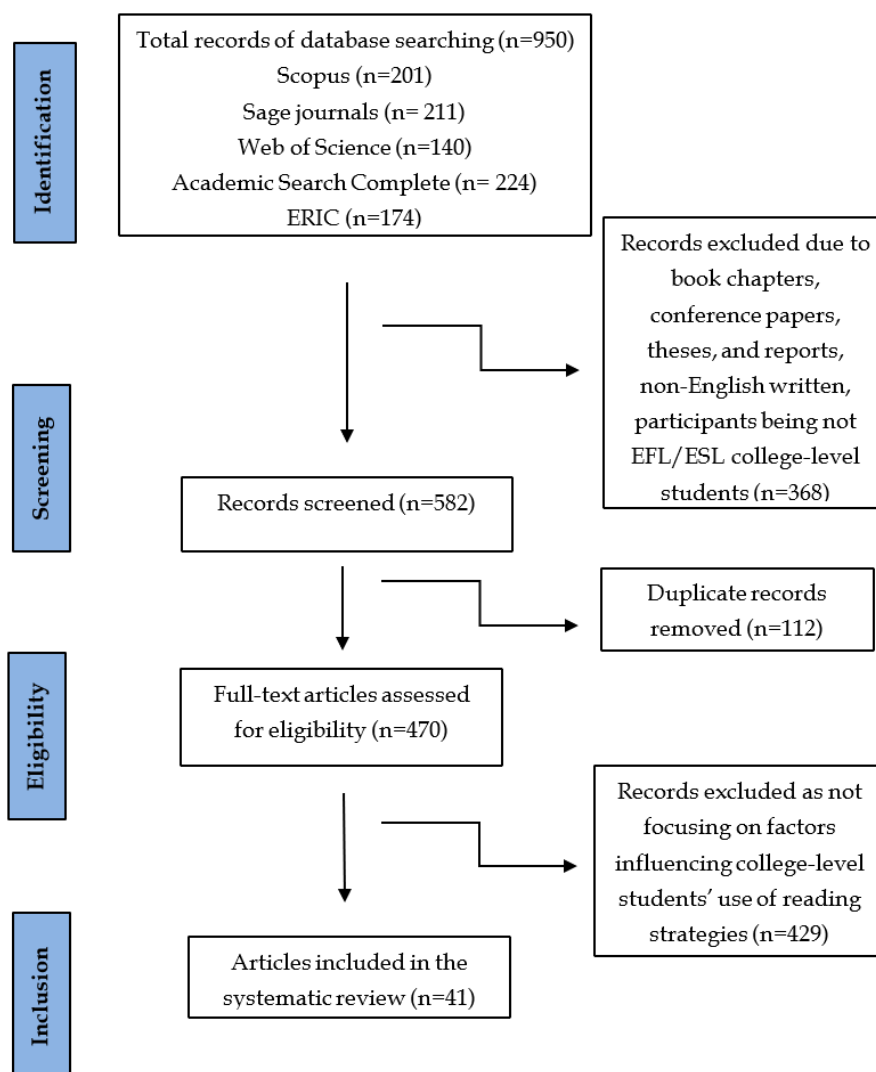 Identification
Total records of database searching (n=950)
Scopus (n=201)
Sage journals (n= 211)
Web of Science (n=140)
Academic Search Complete (n= 224)
ERIC (n=174)
Records excluded due to
book chapters,
conference papers,
theses, and reports,
non-English written,
participants being not
EFL/ESL college-level
students (n=368)
Screening
Records screened (n=582)
Duplicate records
removed (n=112)
Eligibility
Full-text articles assessed
for eligibility (n=470)
Records excluded as not
focusing on factors
influencing college-level
students’ use of reading
strategies (n=429)
Inclusion
Articles included in the
systematic review (n=41)